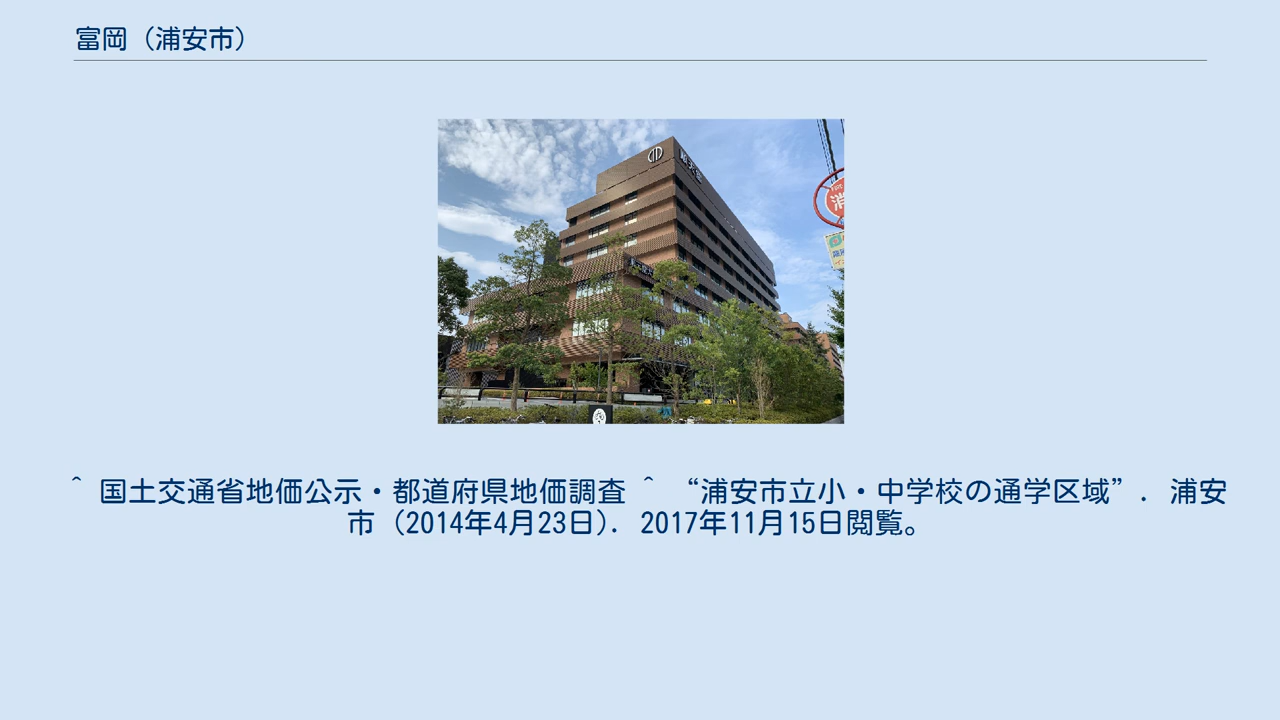 富岡（浦安市）
消
^ 国土交通省地価公示・都道府県地価調査 ^ “浦安市立小・中学校の通学区域”. 浦安
市 (2014年4月23日). 2017年11月15日閲覧。